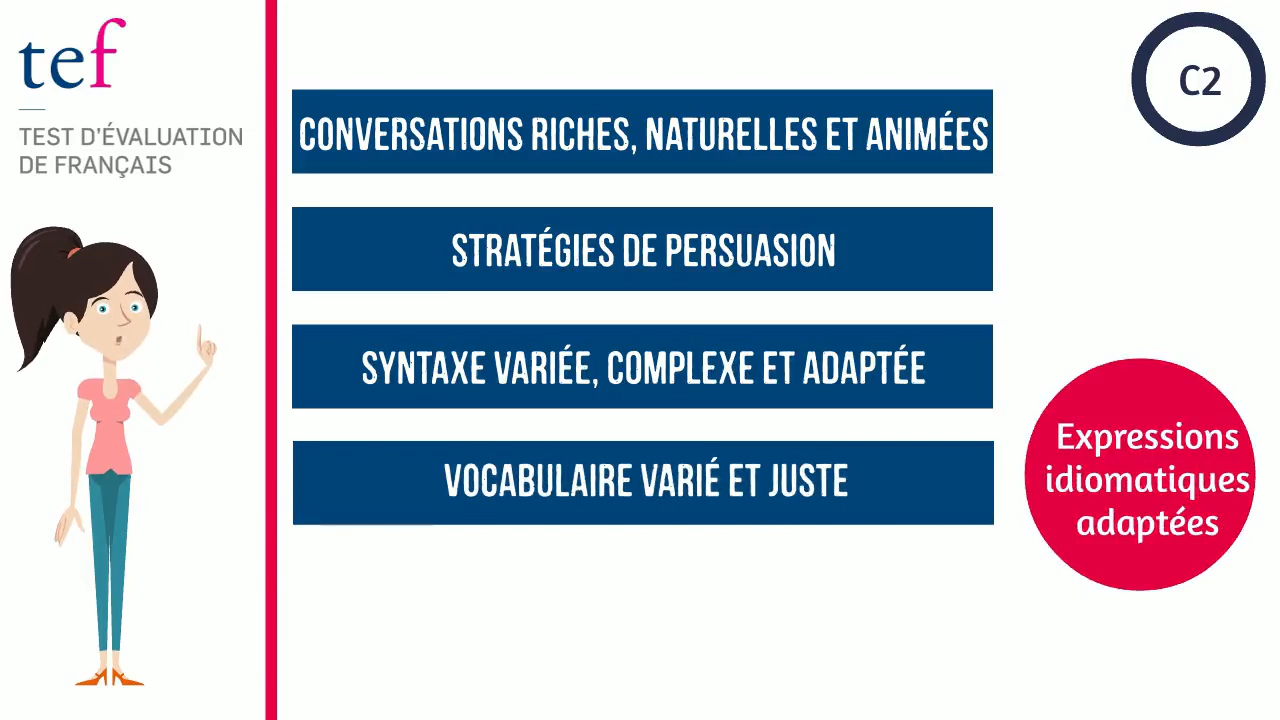 tef
TEST D'ÉVALUATION
DE FRANÇAIS
C2
CONVERSATIONS RICHES, NATURELLES ET ANIMÉES
STRATÉGIES DE PERSUASION
SYNTAXE VARIÉE, COMPLEXE ET ADAPTÉE
VOCABULAIRE VARIÉ ET JUSTE
Expressions
idiomatiques
adaptées